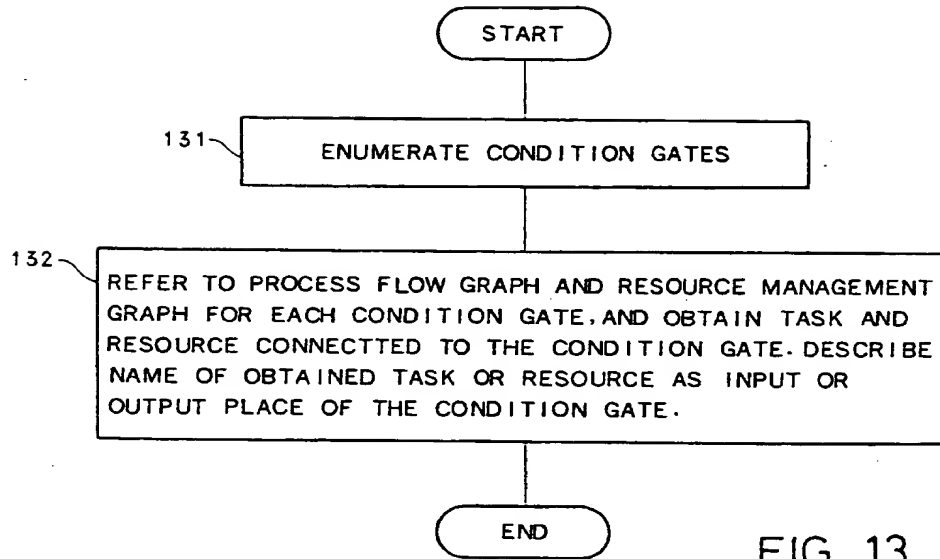 START
131
ENUMERATE CONDITION GATES
132
REFER TO PROCESS FLOW GRAPH AND RESOURCE MANAGEMENT
GRAPH FOR EACH CONDITION GATE, AND OBTAIN TASK AND
RESOURCE CONNECTTED TO THE CONDITION GATE. DESCRIBE
NAME OF OBTAINED TASK OR RESOURCE AS INPUT OR
OUTPUT PLACE OF THE CONDITION GATE.
END
FIG. 13